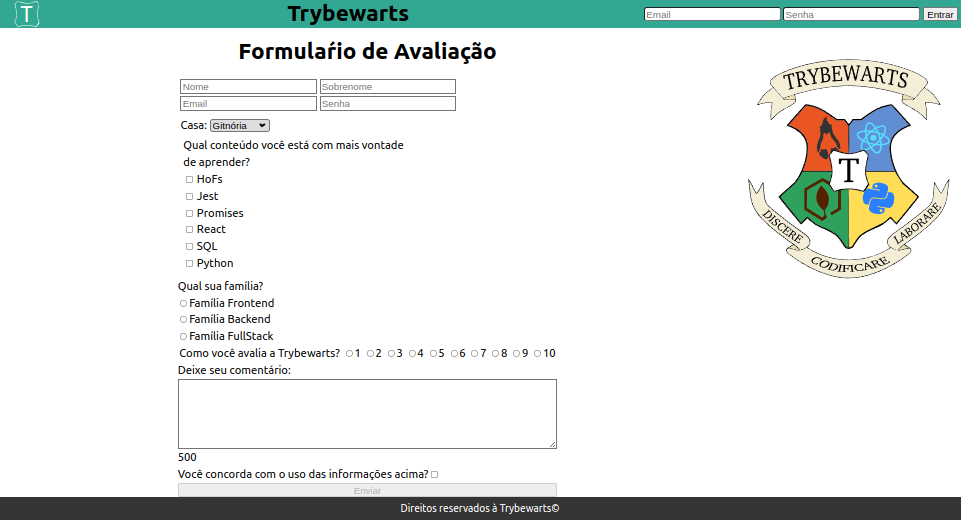 T
Trybewarts
Email Senha Entrar
Formulaŕio de Avaliação
Nome Sobrenome
Email Senha
Casa: Gitnória
Qual conteúdo você está com mais vontade
de aprender?
HoFs
Jest
Promises
React
SQL
Python
Qual sua família?
Família Frontend
Família Backend
Família FullStack
Como você avalia a Trybewarts? 1 2 3 4 5 6 7 8 9 10
Deixe seu comentário:
500
Você concorda com o uso das informações acima?
Enviar
TRYBEWARTS
T
DISCERE
CODIFICARE
LABORARE
Direitos reservados à Trybewarts©